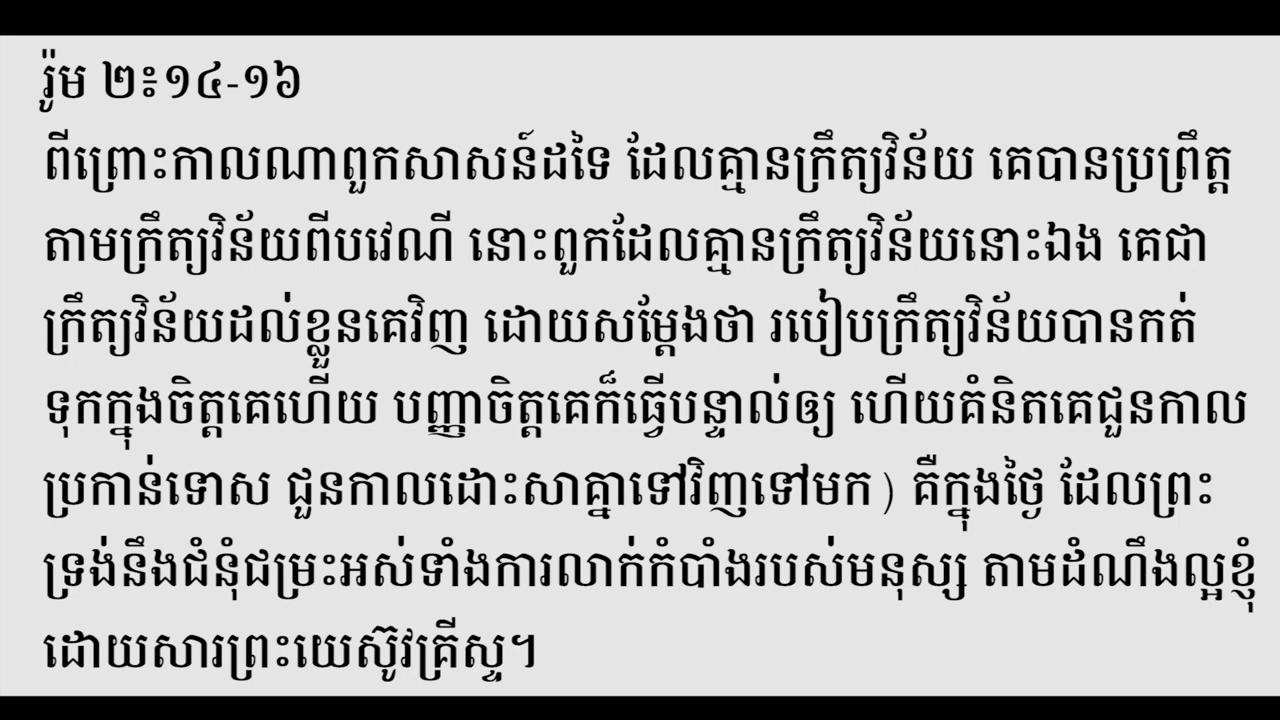 រ៉ូម ២៖១៤-១៦
ពីព្រោះកាលណាពួកសាសន៍ដទៃ ដែលគ្មានក្រឹត្យវិន័យ គេបានប្រព្រឹត្ត
តាមក្រឹត្យវិន័យពីបវេណី នោះពួកដែលគ្មានក្រឹត្យវិន័យនោះឯង គេជា
ក្រឹត្យវិន័យដល់ខ្លួនគេវិញ ដោយសម្ដែងថា របៀបក្រឹត្យវិន័យបានកត់
ទុកក្នុងចិត្តគេហើយ បញ្ញាចិត្តគេក៏ធ្វើបន្ទាល់ឲ្យ ហើយគំនិតគេជួនកាល
ប្រកាន់ទោស ជួនកាលដោះសាគ្នាទៅវិញទៅមក) គឺក្នុងថ្ងៃ ដែលព្រះ
ទ្រង់នឹងជំនុំជម្រះអស់ទាំងការលាក់កំបាំងរបស់មនុស្ស តាមដំណឹងល្អខ្ញុំ
ដោយសារព្រះយេស៊ូវគ្រីស្ទ។